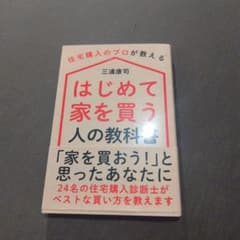 住宅購入のプロが教える
三浦康司
はじめて
家を買う
人の教科書
「家を買おう!」と
思ったあなたに
24名の住宅購入診断士が
ベストな買い方を教えます